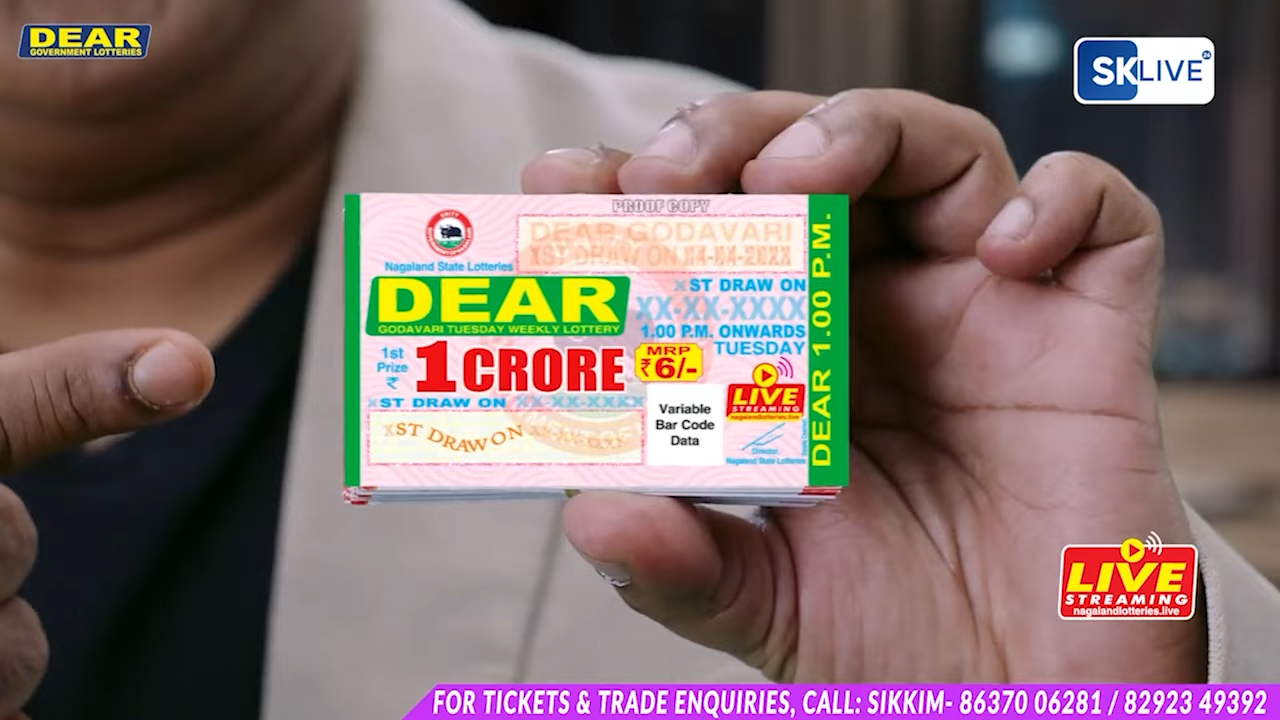 DEAR
GOVERNMENT LOTTERIES
SKLIVE
24
PROOF COPY
DEAR GODAVARI
XST DRAW ON
Nagaland State Lotteries
DEAR
GODAVARI TUESDAY WEEKLY LOTTERY
XST DRAW ON
XX-XX-XXXX
1.00 P.M. ONWARDS
TUESDAY
1st
Prize
₹
1 CRORE
MRP
₹6/-
XST DRAW ON XX-XX-XXXX
XST DRAW ON XX-XX-XXXX
Variable
Bar Code
Data
LIVE
STREAMING
nagalandlotteries.live
Director,
Nagaland State Lotteries
DEAR 1.00 P.M.
LIVE
STREAMING
nagalandlotteries.live
FOR TICKETS & TRADE ENQUIRIES, CALL: SIKKIM- 86370 06281 / 82923 49392